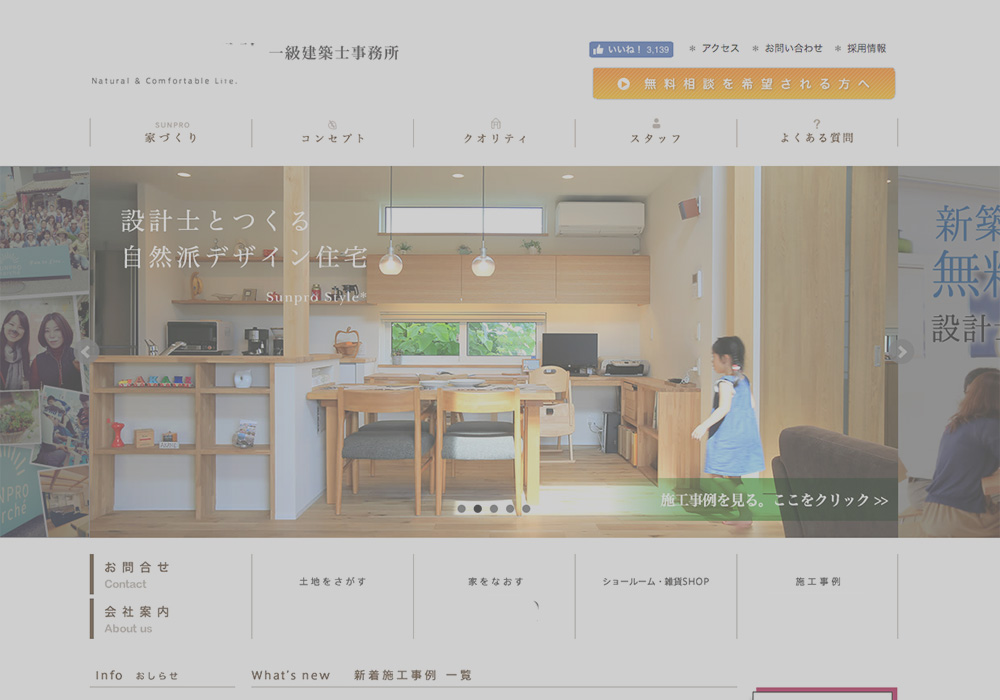 一級建築士事務所
Natural & Comfortable Life.
いいね！ 3,139
＊ アクセス ＊ お問い合わせ ＊ 採用情報
無料相談を希望される方へ
SUNPRO
家づくり
コンセプト
クオリティ
スタッフ
?
よくある質問
設計士とつくる
自然派デザイン住宅
Sunpro Style
新築
無料
設計士
施工事例を見る。ここをクリック >>
お問合せ
Contact
会社案内
About us
土地をさがす
家をなおす
ショールーム・雑貨SHOP
施工事例
Info おしらせ
What's new 新着施工事例 一覧